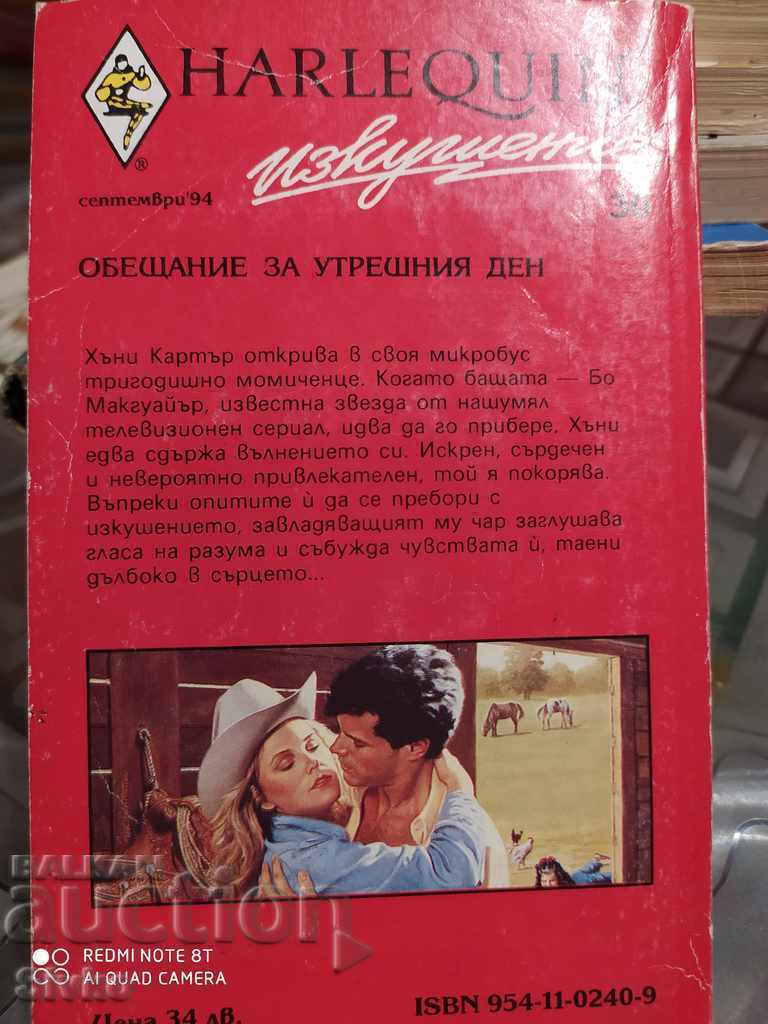 HARLEQUIN
изкушение
®
септември'94
ОБЕЩАНИЕ ЗА УТРЕШНИЯ ДЕН
Хъни Картър открива в своя микробус
тригодишно момиченце. Когато бащата — Бо
Макгуайър, известна звезда от нашумял
телевизионен сериал, идва да го прибере, Хъни
едва сдържа вълнението си. Искрен, сърдечен
и невероятно привлекателен, той я покорява.
Въпреки опитите ѝ да се пребори с
изкушението, завладяващият му чар заглушава
гласа на разума и събужда чувствата ѝ, таени
дълбоко в сърцето...
BALKAN
auction
REDMI NOTE 8T
AI QUAD CAMERA
Цена 34 лв.
ISBN 954-11-0240-9